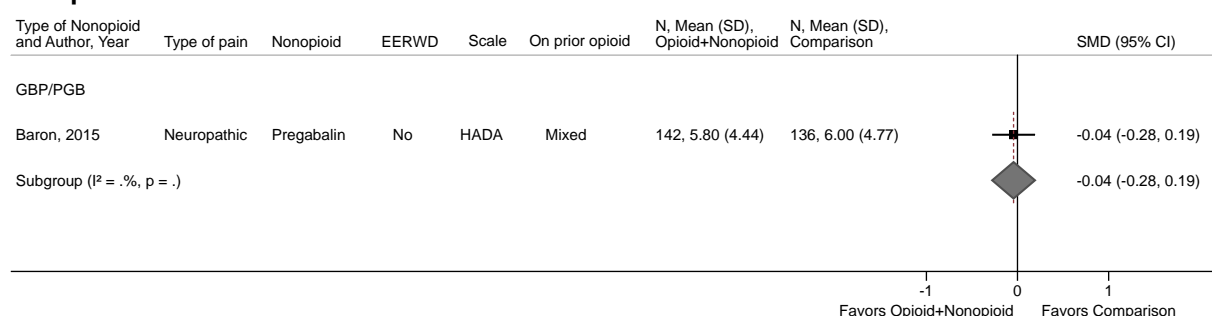 Type of Nonopioid and Author, Year Type of pain Nonopioid EERWD Scale On prior opioid N, Mean (SD), Opioid+Nonopioid N, Mean (SD), Comparison SMD (95% CI)
GBP/PGB
Baron, 2015 Neuropathic Pregabalin No HADA Mixed 142, 5.80 (4.44) 136, 6.00 (4.77) -0.04 (-0.28, 0.19)
Subgroup (I² = .%, p = .) -0.04 (-0.28, 0.19)
-1 0 1
Favors Opioid+Nonopioid Favors Comparison